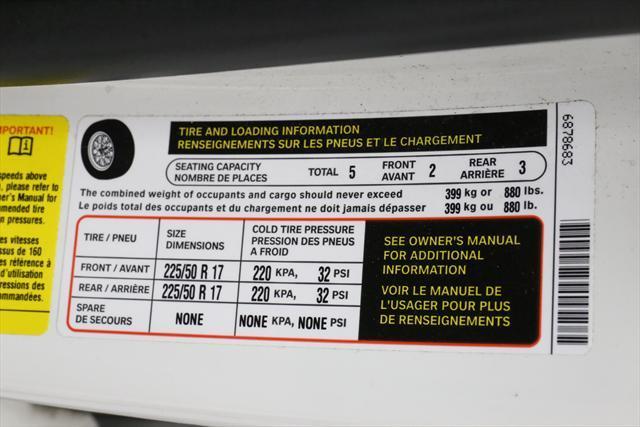 IMPORTANT!
speeds above
, please refer to
er's Manual for
mended tire
n pressures.
es vitesses
ssus de 160
es référence à
d'utilisation
essions des
ommandées.
TIRE AND LOADING INFORMATION
RENSEIGNEMENTS SUR LES PNEUS ET LE CHARGEMENT
SEATING CAPACITY
NOMBRE DE PLACES
TOTAL 5
FRONT
AVANT 2
REAR
ARRIÈRE 3
The combined weight of occupants and cargo should never exceed 399 kg or 880 lbs.
Le poids total des occupants et du chargement ne doit jamais dépasser 399 kg ou 880 lb.
TIRE / PNEU
SIZE
DIMENSIONS
COLD TIRE PRESSURE
PRESSION DES PNEUS
A FROID
FRONT / AVANT 225/50 R 17 220 KPA, 32 PSI
REAR / ARRIÈRE 225/50 R 17 220 KPA, 32 PSI
SPARE
DE SECOURS NONE NONE KPA, NONE PSI
SEE OWNER'S MANUAL
FOR ADDITIONAL
INFORMATION
VOIR LE MANUEL DE
L'USAGER POUR PLUS
DE RENSEIGNEMENTS
6878683